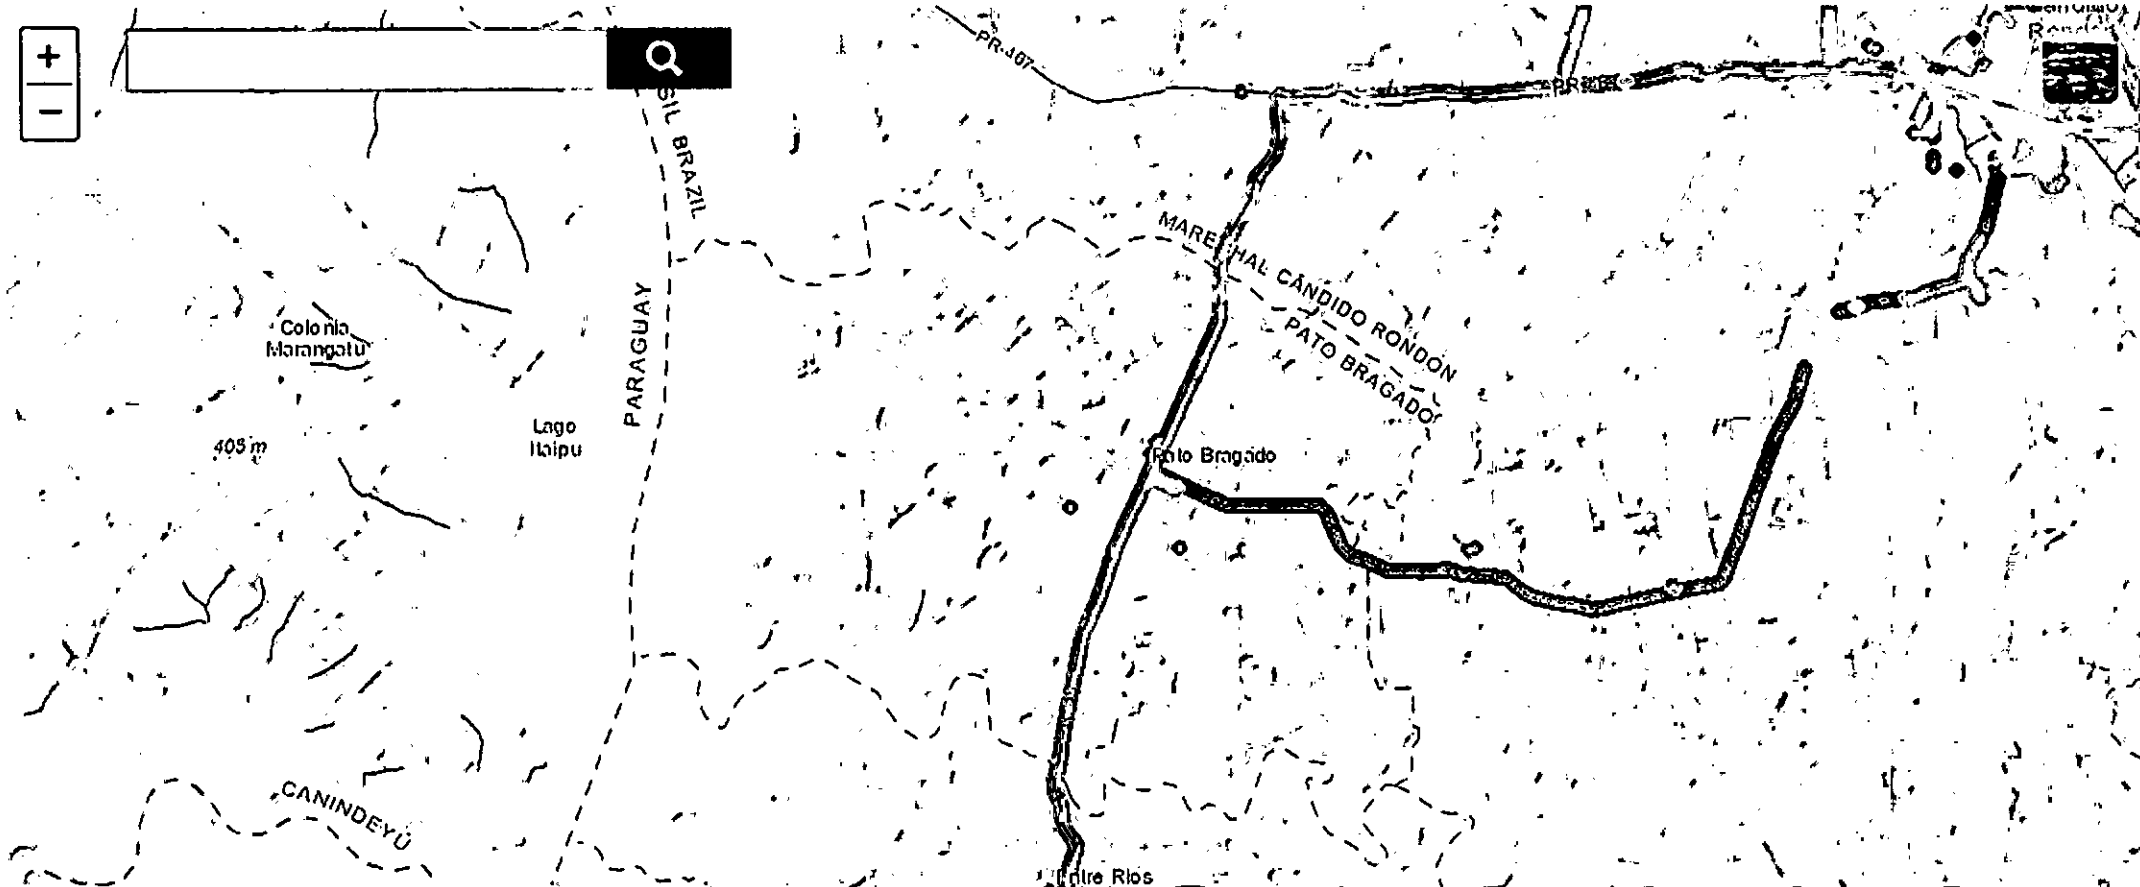 +
−
PR-467
BRAZIL
MARECHAL CÂNDIDO RONDON
PATO BRAGADO
PARAGUAY
Colonia
Marangatu
Lago
Itaipu
405 m
Pato Bragado
CANINDEYÚ
Entre Rios